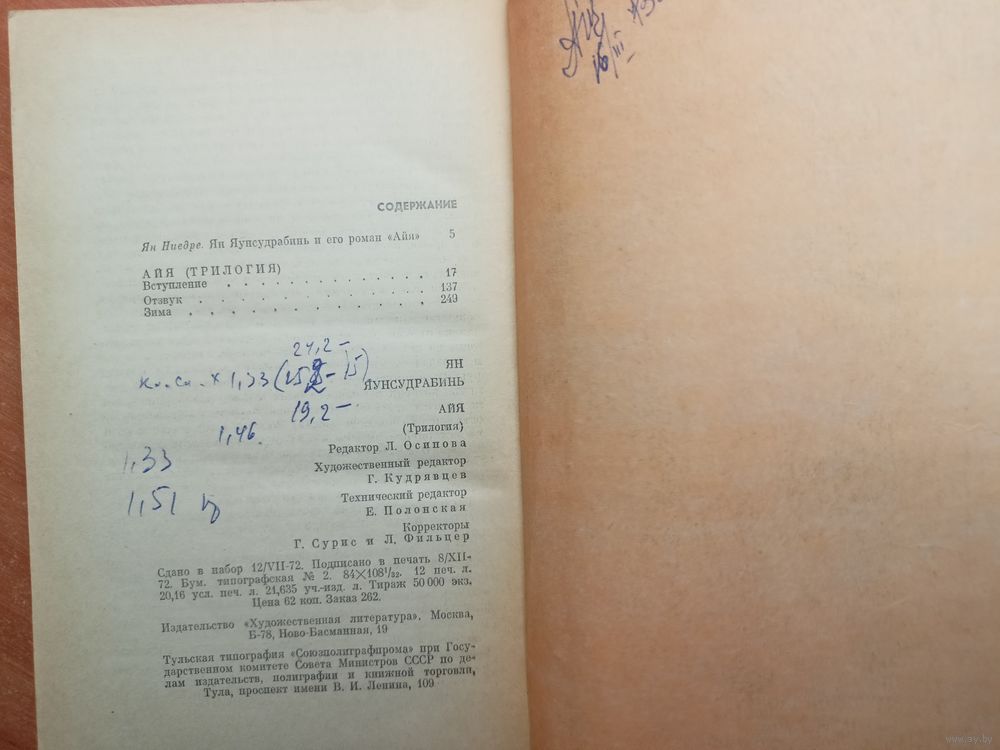 СОДЕРЖАНИЕ
Ян Ниедре. Ян Яунсудрабинь и его роман «Айя» 5
АЙЯ (ТРИЛОГИЯ)
Вступление . . . . . . . . . . . 17
Отзвук . . . . . . . . . . . . 137
Зима . . . . . . . . . . . . 249
ЯН
ЯУНСУДРАБИНЬ
АЙЯ
(Трилогия)
Редактор Л. Осипова
Художественный редактор
Г. Кудрявцев
Технический редактор
Е. Полонская
Корректоры
Г. Сурис и Л. Фильцер
19,2 –
1,46.
1,33
1,51
Сдано в набор 12/VII-72. Подписано в печать 8/XII-
72. Бум. типографская № 2. 84×108¹/₃₂. 12 печ. л.
20,16 усл. печ. л. 21,635 уч.-изд. л. Тираж 50 000 экз.
Цена 62 коп. Заказ 262.
Издательство «Художественная литература». Москва,
Б-78, Ново-Басманная, 19
Тульская типография «Союзполиграфпрома» при Госу-
дарственном комитете Совета Министров СССР по де-
лам издательств, полиграфии и книжной торговли,
Тула, проспект имени В. И. Ленина, 109
www.ay.by